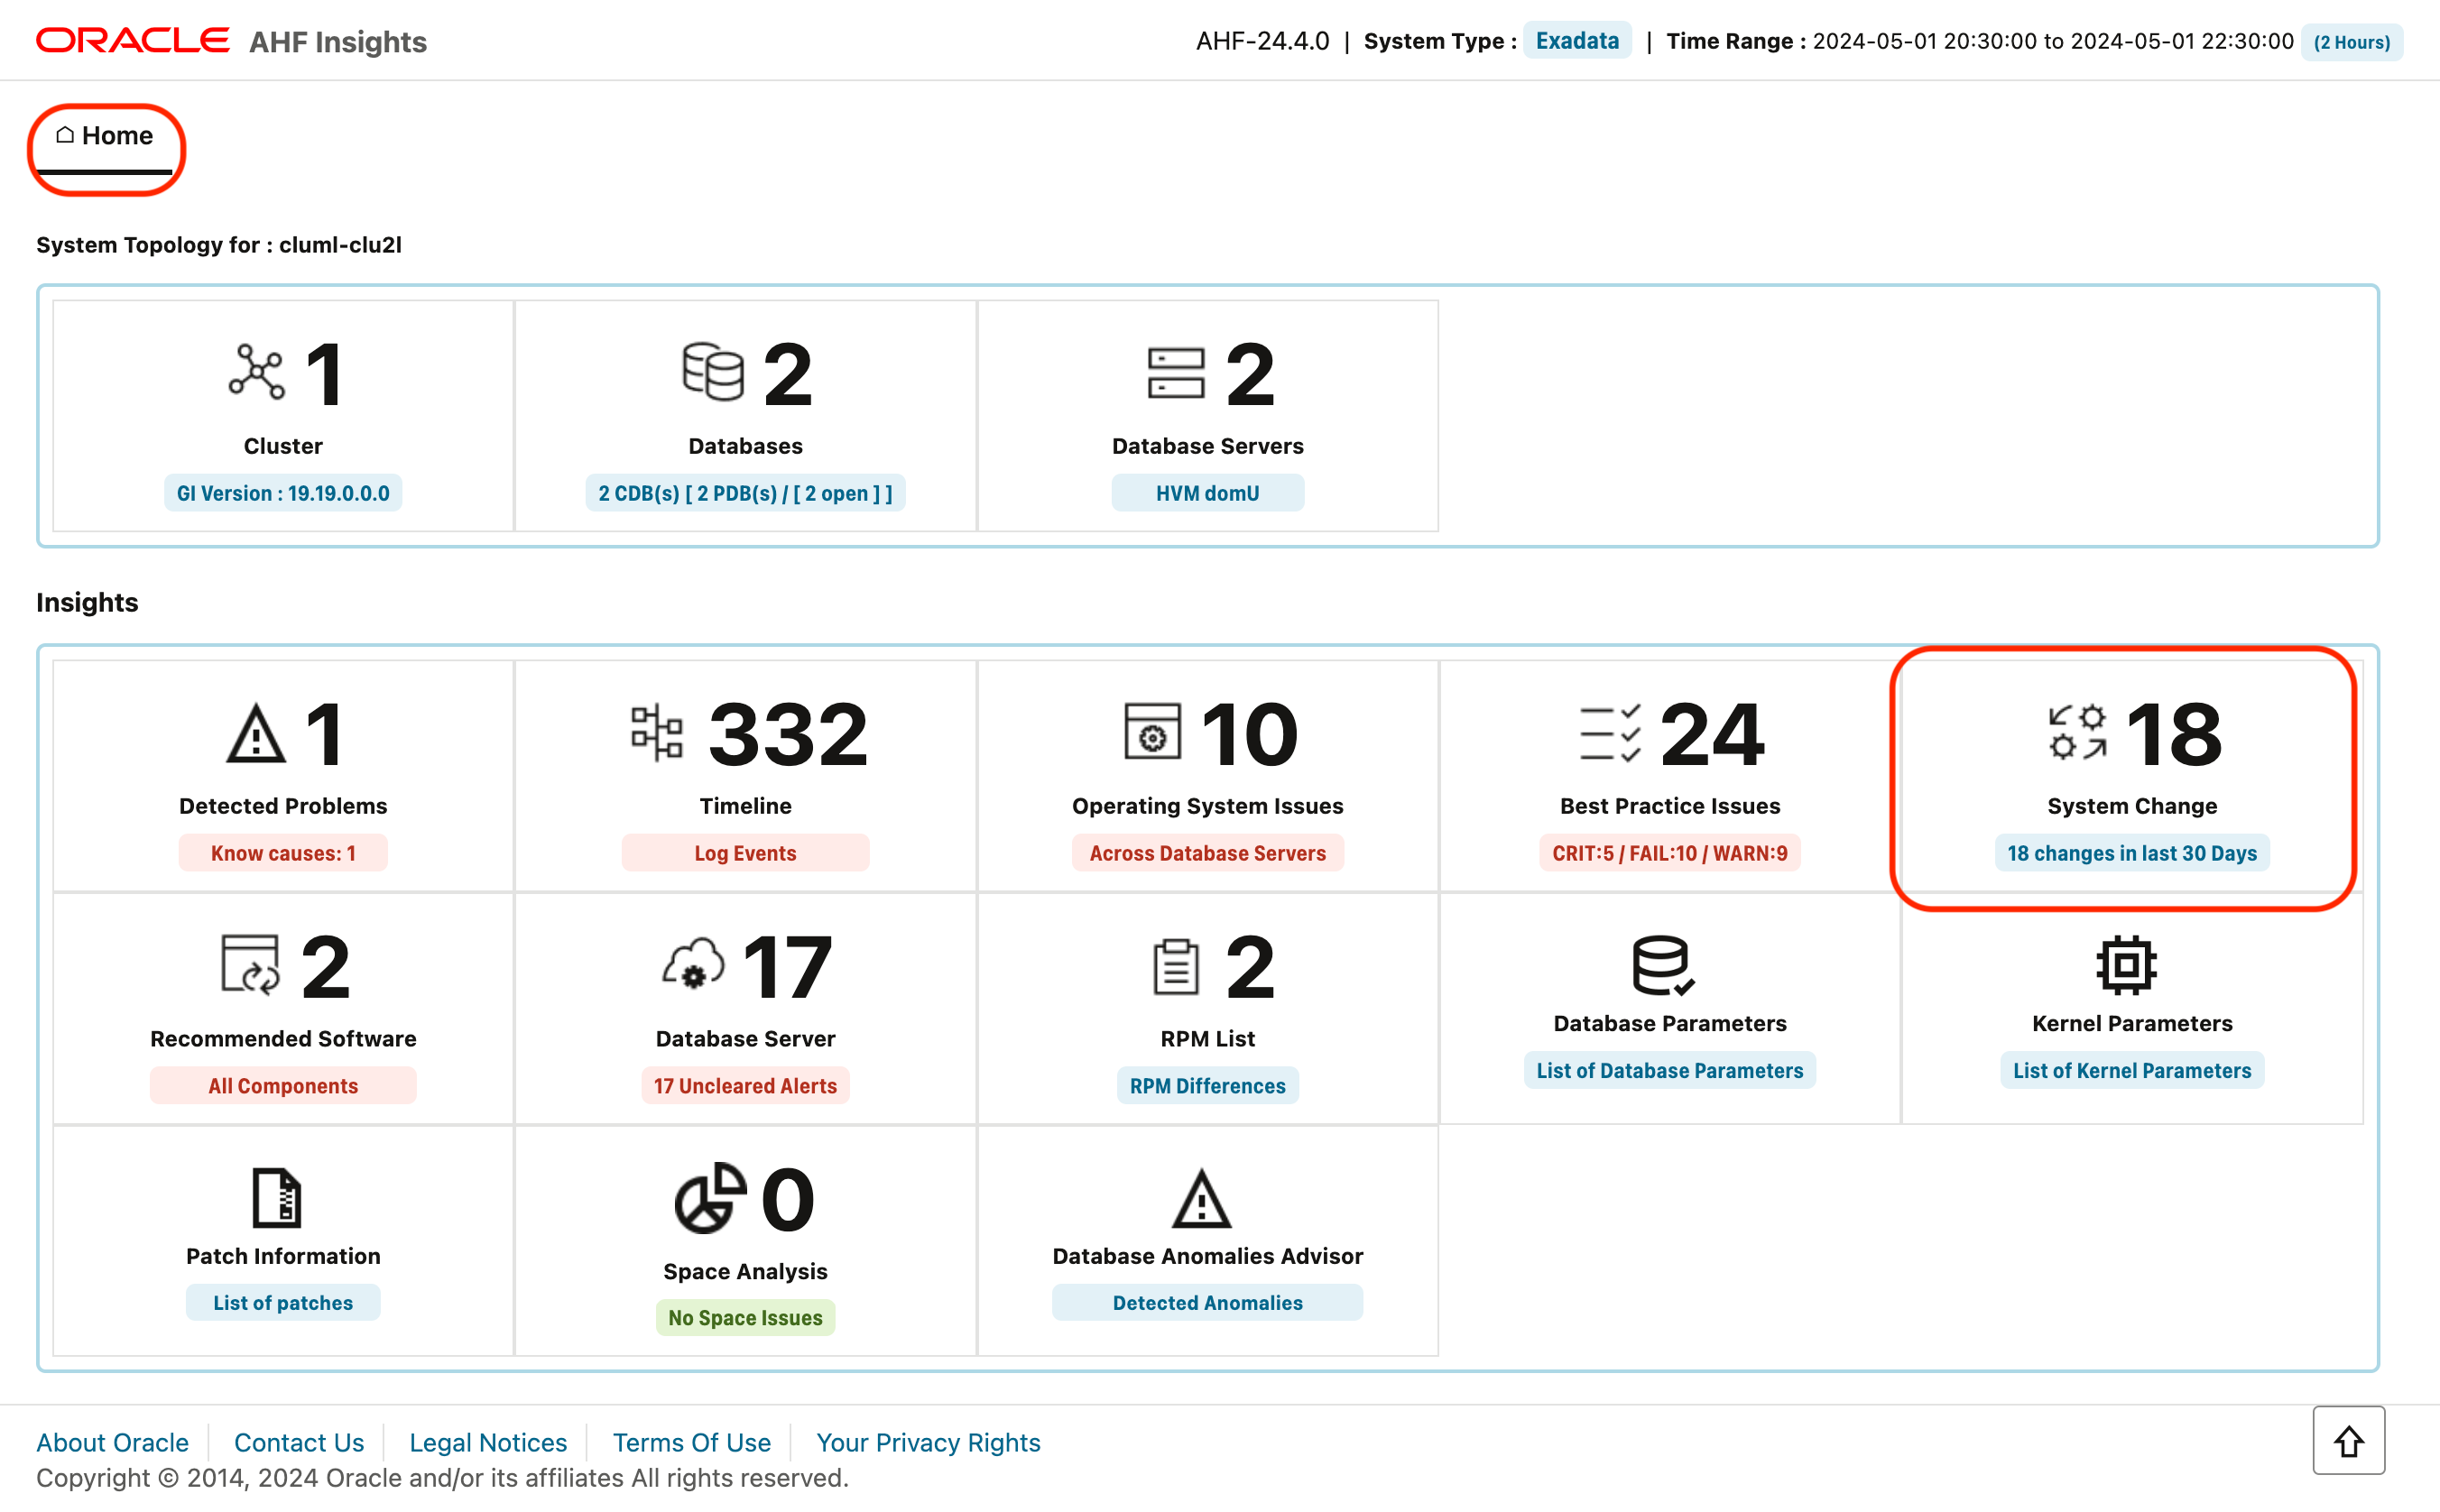 ORACLE AHF Insights
AHF-24.4.0 | System Type : Exadata | Time Range : 2024-05-01 20:30:00 to 2024-05-01 22:30:00 (2 Hours)
Home
System Topology for : cluml-clu2l
1
Cluster
GI Version : 19.19.0.0.0
2
Databases
2 CDB(s) [ 2 PDB(s) / [ 2 open ] ]
2
Database Servers
HVM domU
Insights
1
Detected Problems
Know causes: 1
332
Timeline
Log Events
10
Operating System Issues
Across Database Servers
24
Best Practice Issues
CRIT:5 / FAIL:10 / WARN:9
18
System Change
18 changes in last 30 Days
2
Recommended Software
All Components
17
Database Server
17 Uncleared Alerts
2
RPM List
RPM Differences
Database Parameters
List of Database Parameters
Kernel Parameters
List of Kernel Parameters
Patch Information
List of patches
0
Space Analysis
No Space Issues
Database Anomalies Advisor
Detected Anomalies
About Oracle
Contact Us
Legal Notices
Terms Of Use
Your Privacy Rights
Copyright © 2014, 2024 Oracle and/or its affiliates All rights reserved.